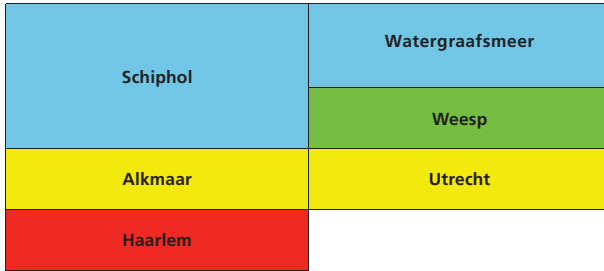 Schiphol
Watergraafsmeer
Weesp
Alkmaar
Utrecht
Haarlem